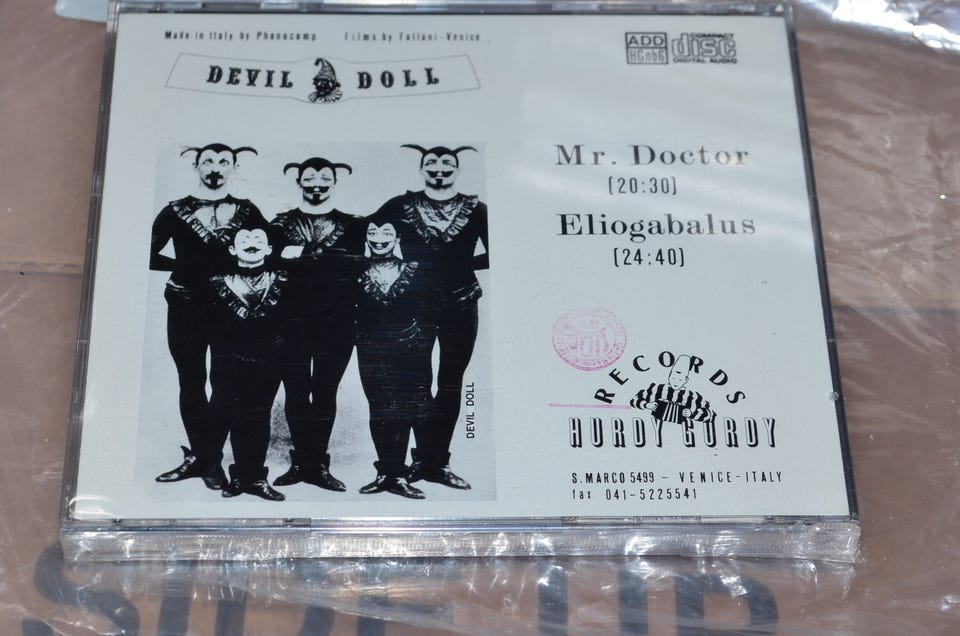 Made in Italy by Phonocomp Films by Fallani-Venice
DEVIL DOLL
ADD
HGnb6
COMPACT
disc
DIGITAL AUDIO
Mr. Doctor
(20:30)
Eliogabalus
(24:40)
DEVIL DOLL
RECORDS
HURDY GURDY
S. MARCO 5499 - VENICE-ITALY
fax 041-5225541